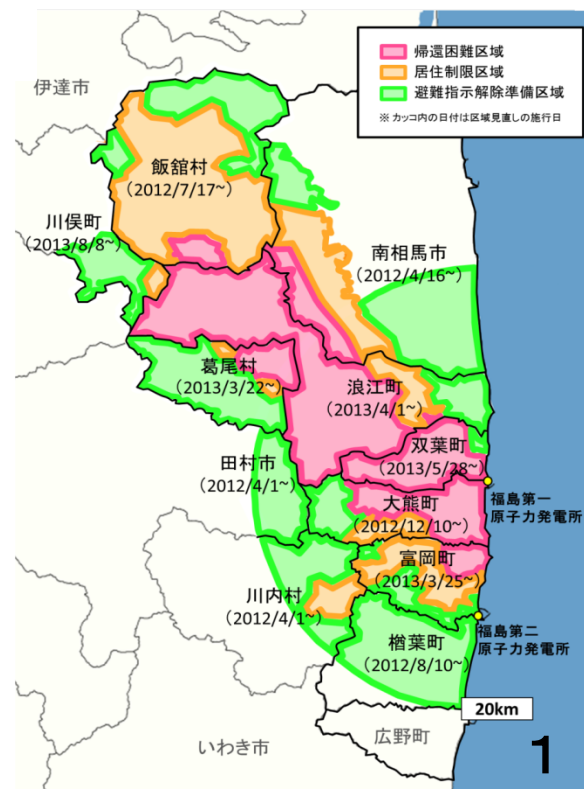 帰還困難区域
居住制限区域
避難指示解除準備区域
※ カッコ内の日付は区域見直しの施行日
伊達市
飯舘村
(2012/7/17~)
川俣町
(2013/8/8~)
南相馬市
(2012/4/16~)
葛尾村
(2013/3/22~)
浪江町
(2013/4/1~)
田村市
(2012/4/1~)
双葉町
(2013/5/28~)
大熊町
(2012/12/10~)
福島第一
原子力発電所
富岡町
(2013/3/25~)
川内村
(2012/4/1~)
福島第二
原子力発電所
楢葉町
(2012/8/10~)
20km
広野町
いわき市
1